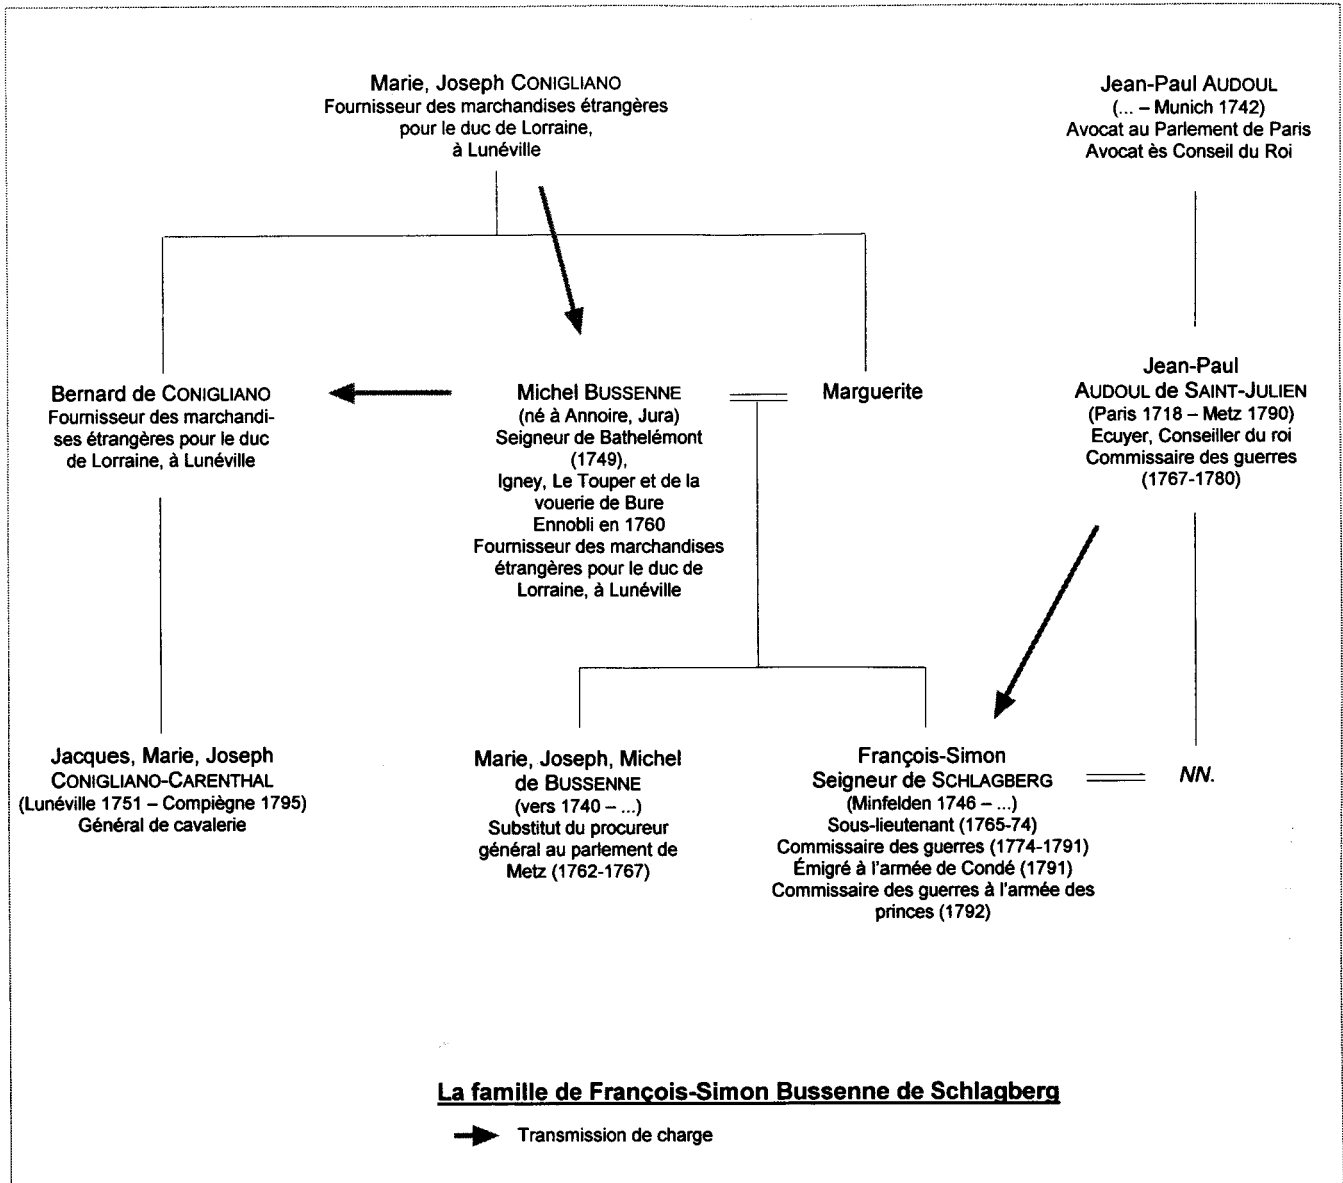 Marie, Joseph CONIGLIANO
Fournisseur des marchandises étrangères
pour le duc de Lorraine,
à Lunéville
Jean-Paul AUDOUL
(... – Munich 1742)
Avocat au Parlement de Paris
Avocat ès Conseil du Roi
Bernard de CONIGLIANO
Fournisseur des marchandi-
ses étrangères pour le duc
de Lorraine, à Lunéville
Michel BUSSENNE
(né à Annoire, Jura)
Seigneur de Bathelémont
(1749),
Igney, Le Touper et de la
vouerie de Bure
Ennobli en 1760
Fournisseur des marchandises
étrangères pour le duc de
Lorraine, à Lunéville
Marguerite
Jean-Paul
AUDOUL de SAINT-JULIEN
(Paris 1718 – Metz 1790)
Ecuyer, Conseiller du roi
Commissaire des guerres
(1767-1780)
Jacques, Marie, Joseph
CONIGLIANO-CARENTHAL
(Lunéville 1751 – Compiègne 1795)
Général de cavalerie
Marie, Joseph, Michel
de BUSSENNE
(vers 1740 – ...)
Substitut du procureur
général au parlement de
Metz (1762-1767)
François-Simon
Seigneur de SCHLAGBERG
(Minfelden 1746 – ...)
Sous-lieutenant (1765-74)
Commissaire des guerres (1774-1791)
Émigré à l'armée de Condé (1791)
Commissaire des guerres à l'armée des
princes (1792)
NN.
La famille de François-Simon Bussenne de Schlagberg
Transmission de charge